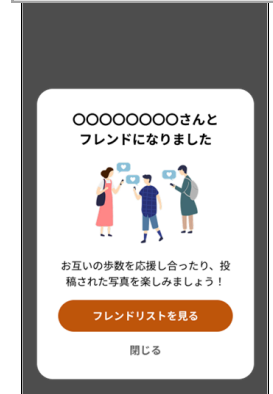 〇〇〇〇〇〇〇〇さんと
フレンドになりました
お互いの歩数を応援し合ったり、投
稿された写真を楽しみましょう！
フレンドリストを見る
閉じる